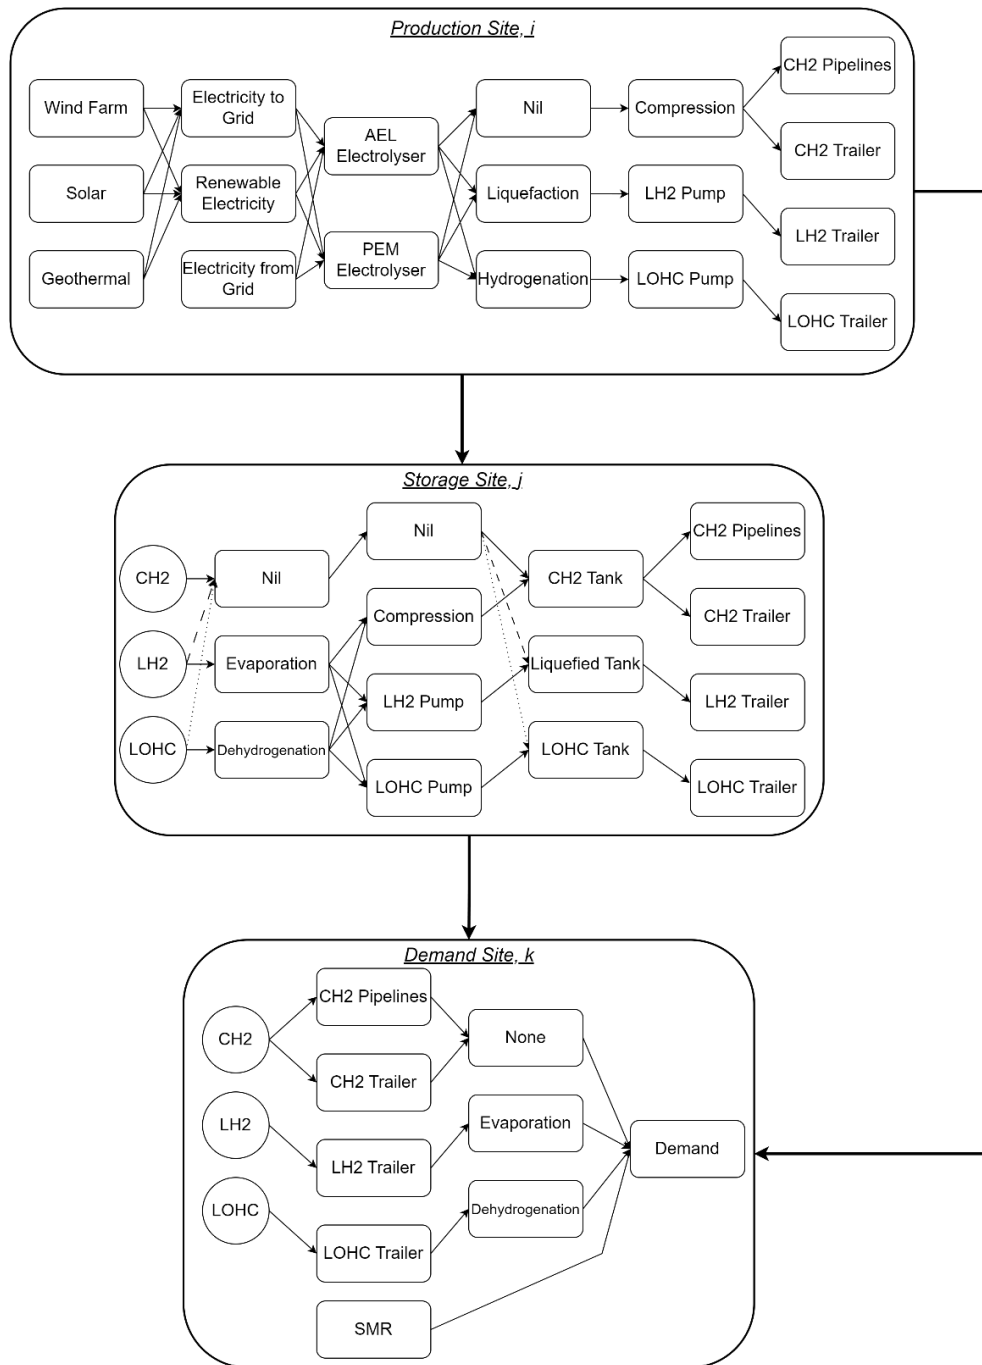 Production Site, i
Wind Farm
Solar
Geothermal
Electricity to
Grid
Renewable
Electricity
Electricity from
Grid
AEL
Electrolyser
PEM
Electrolyser
Nil
Liquefaction
Hydrogenation
Compression
LH2 Pump
LOHC Pump
CH2 Pipelines
CH2 Trailer
LH2 Trailer
LOHC Trailer
Storage Site, j
CH2
LH2
LOHC
Nil
Evaporation
Dehydrogenation
Nil
Compression
LH2 Pump
LOHC Pump
CH2 Tank
Liquefied Tank
LOHC Tank
CH2 Pipelines
CH2 Trailer
LH2 Trailer
LOHC Trailer
Demand Site, k
CH2
LH2
LOHC
CH2 Pipelines
CH2 Trailer
LH2 Trailer
LOHC Trailer
SMR
None
Evaporation
Dehydrogenation
Demand